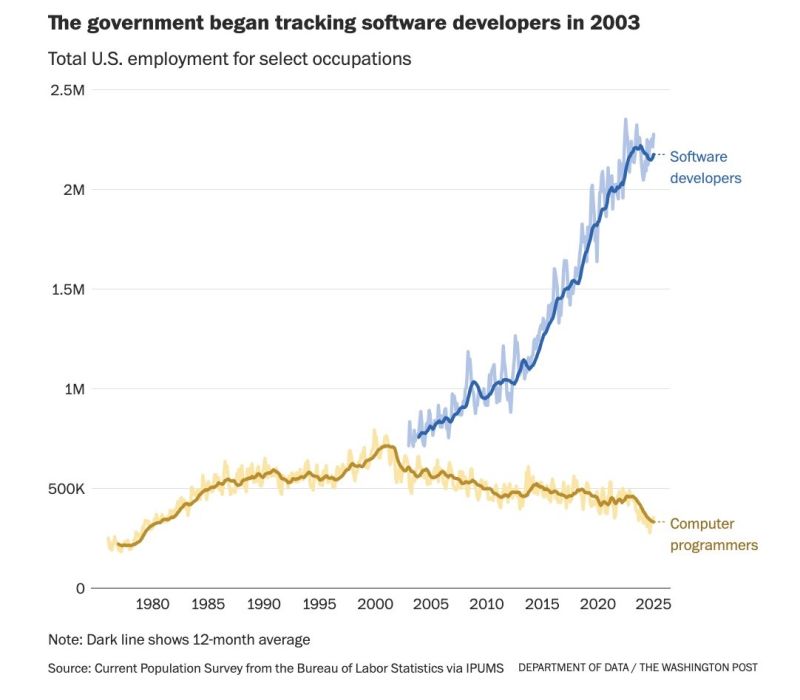 The government began tracking software developers in 2003
Total U.S. employment for select occupations
2.5M
2M
1.5M
1M
500K
0
Software
developers
Computer
programmers
1980 1985 1990 1995 2000 2005 2010 2015 2020 2025
Note: Dark line shows 12-month average
Source: Current Population Survey from the Bureau of Labor Statistics via IPUMS DEPARTMENT OF DATA / THE WASHINGTON POST